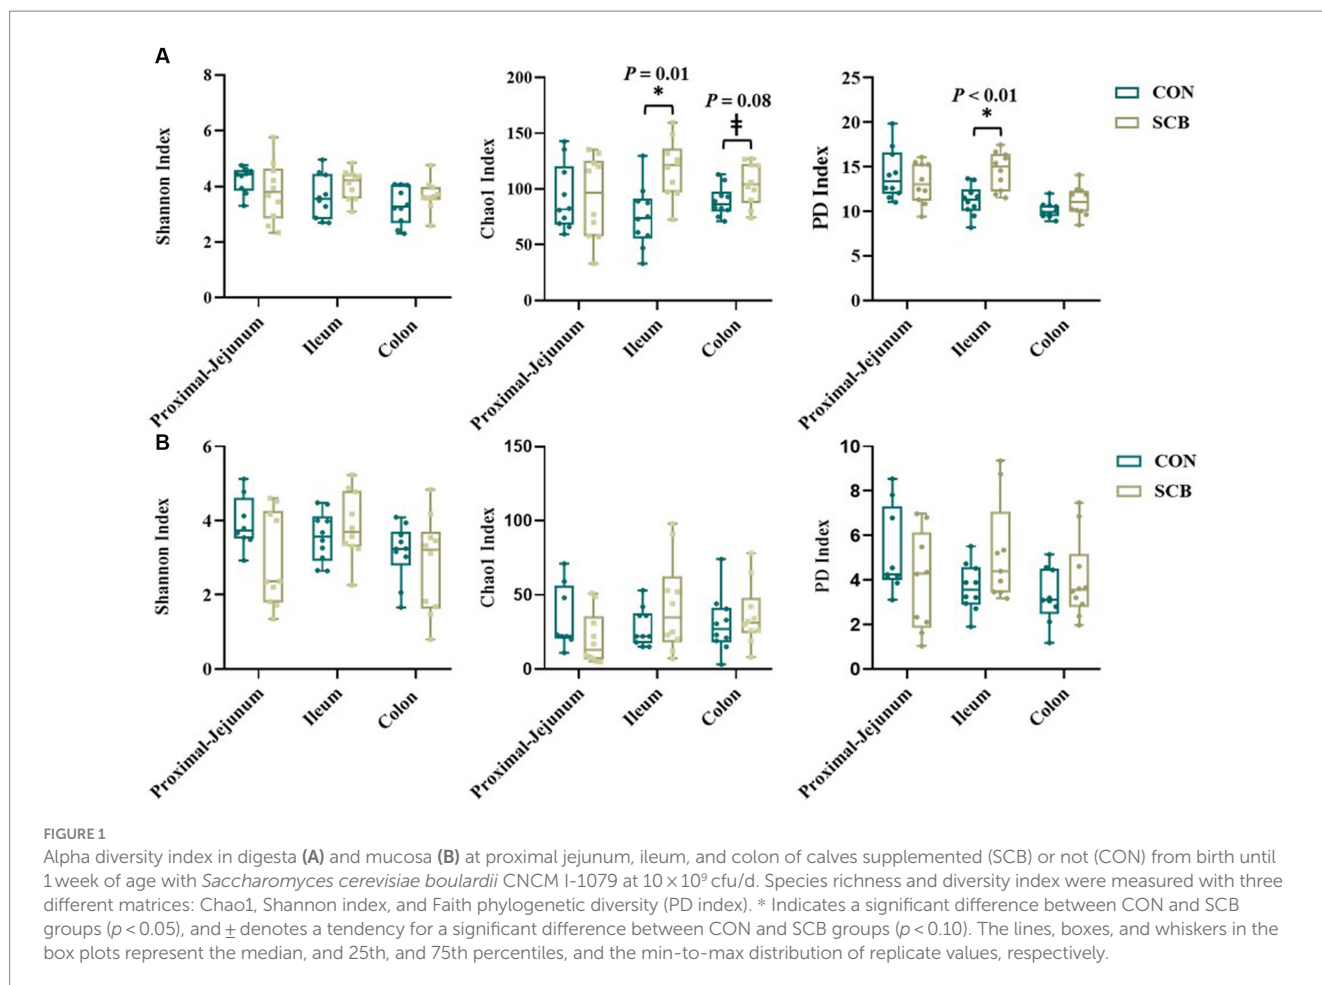 A
Shannon Index
8
6
4
2
0
Proximal-Jejunum
Ileum
Colon
Chao1 Index
200
150
100
50
0
P = 0.01
*
P = 0.08
ǂ
Proximal-Jejunum
Ileum
Colon
PD Index
25
20
15
10
5
0
P < 0.01
*
Proximal-Jejunum
Ileum
Colon
CON
SCB
B
Shannon Index
6
4
2
0
Proximal-Jejunum
Ileum
Colon
Chao1 Index
150
100
50
0
Proximal-Jejunum
Ileum
Colon
PD Index
10
8
6
4
2
0
Proximal-Jejunum
Ileum
Colon
CON
SCB
FIGURE 1
Alpha diversity index in digesta (A) and mucosa (B) at proximal jejunum, ileum, and colon of calves supplemented (SCB) or not (CON) from birth until
1 week of age with Saccharomyces cerevisiae boulardii CNCM I-1079 at 10 × 10⁹ cfu/d. Species richness and diversity index were measured with three
different matrices: Chao1, Shannon index, and Faith phylogenetic diversity (PD index). * Indicates a significant difference between CON and SCB
groups (p < 0.05), and ± denotes a tendency for a significant difference between CON and SCB groups (p < 0.10). The lines, boxes, and whiskers in the
box plots represent the median, and 25th, and 75th percentiles, and the min-to-max distribution of replicate values, respectively.